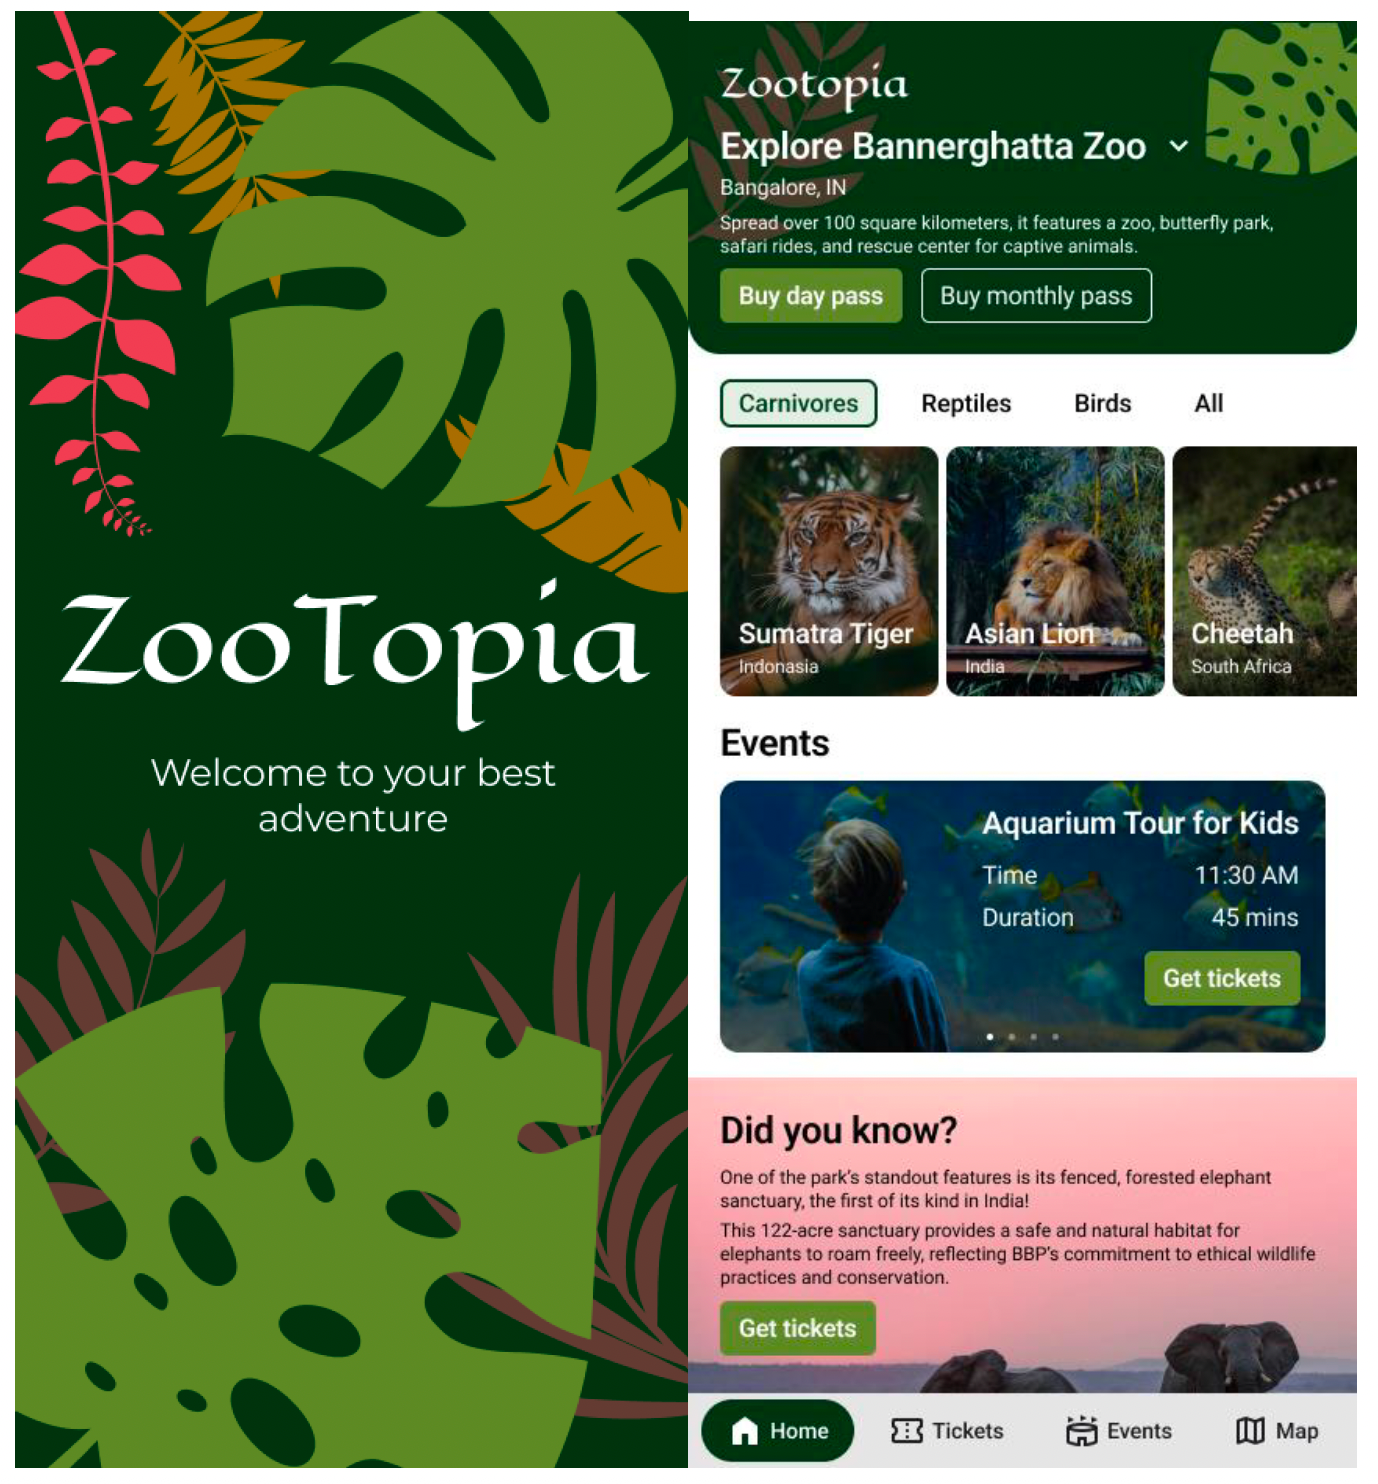 ZooTopia
Welcome to your best
adventure
Zootopia
Explore Bannerghatta Zoo
Bangalore, IN
Spread over 100 square kilometers, it features a zoo, butterfly park,
safari rides, and rescue center for captive animals.
Buy day pass
Buy monthly pass
Carnivores
Reptiles
Birds
All
Sumatra Tiger
Indonasia
Asian Lion
India
Cheetah
South Africa
Events
Aquarium Tour for Kids
Time 11:30 AM
Duration 45 mins
Get tickets
Did you know?
One of the park's standout features is its fenced, forested elephant
sanctuary, the first of its kind in India!
This 122-acre sanctuary provides a safe and natural habitat for
elephants to roam freely, reflecting BBP's commitment to ethical wildlife
practices and conservation.
Get tickets
Home
Tickets
Events
Map